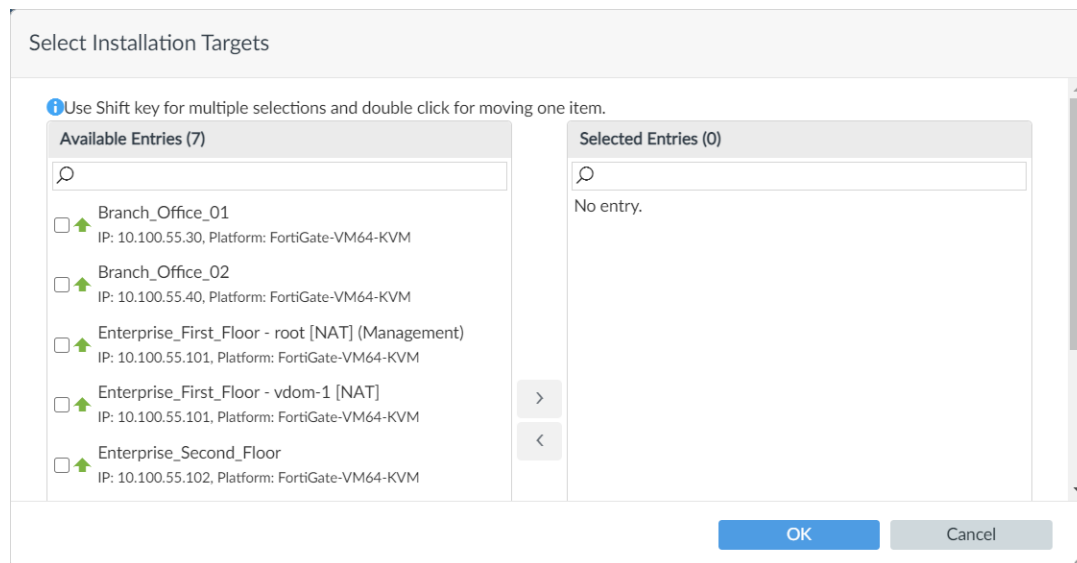 Select Installation Targets
Use Shift key for multiple selections and double click for moving one item.
Available Entries (7)
Branch_Office_01
IP: 10.100.55.30, Platform: FortiGate-VM64-KVM
Branch_Office_02
IP: 10.100.55.40, Platform: FortiGate-VM64-KVM
Enterprise_First_Floor - root [NAT] (Management)
IP: 10.100.55.101, Platform: FortiGate-VM64-KVM
Enterprise_First_Floor - vdom-1 [NAT]
IP: 10.100.55.101, Platform: FortiGate-VM64-KVM
Enterprise_Second_Floor
IP: 10.100.55.102, Platform: FortiGate-VM64-KVM
Selected Entries (0)
No entry.
OK
Cancel